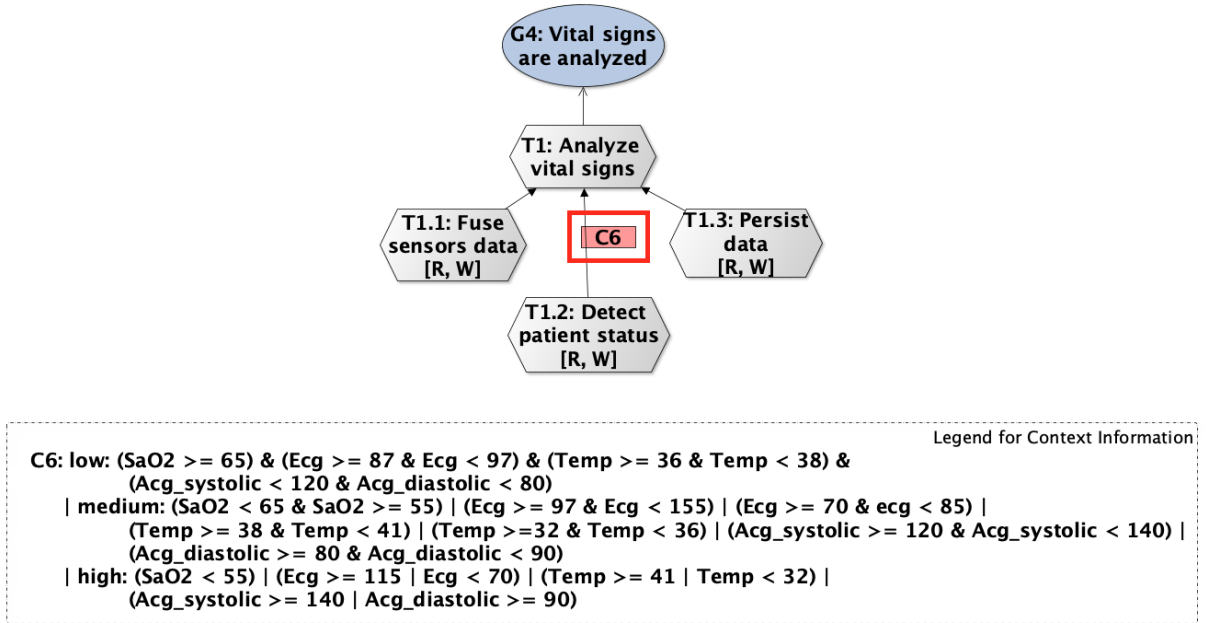 G4: Vital signs
are analyzed
T1: Analyze
vital signs
T1.1: Fuse
sensors data
[R, W]
C6
T1.3: Persist
data
[R, W]
T1.2: Detect
patient status
[R, W]
Legend for Context Information
C6: low: (SaO2 >= 65) & (Ecg >= 87 & Ecg < 97) & (Temp >= 36 & Temp < 38) &
(Acg_systolic < 120 & Acg_diastolic < 80)
| medium: (SaO2 < 65 & SaO2 >= 55) | (Ecg >= 97 & Ecg < 155) | (Ecg >= 70 & ecg < 85) |
(Temp >= 38 & Temp < 41) | (Temp >=32 & Temp < 36) | (Acg_systolic >= 120 & Acg_systolic < 140) |
(Acg_diastolic >= 80 & Acg_diastolic < 90)
| high: (SaO2 < 55) | (Ecg >= 115 | Ecg < 70) | (Temp >= 41 | Temp < 32) |
(Acg_systolic >= 140 | Acg_diastolic >= 90)